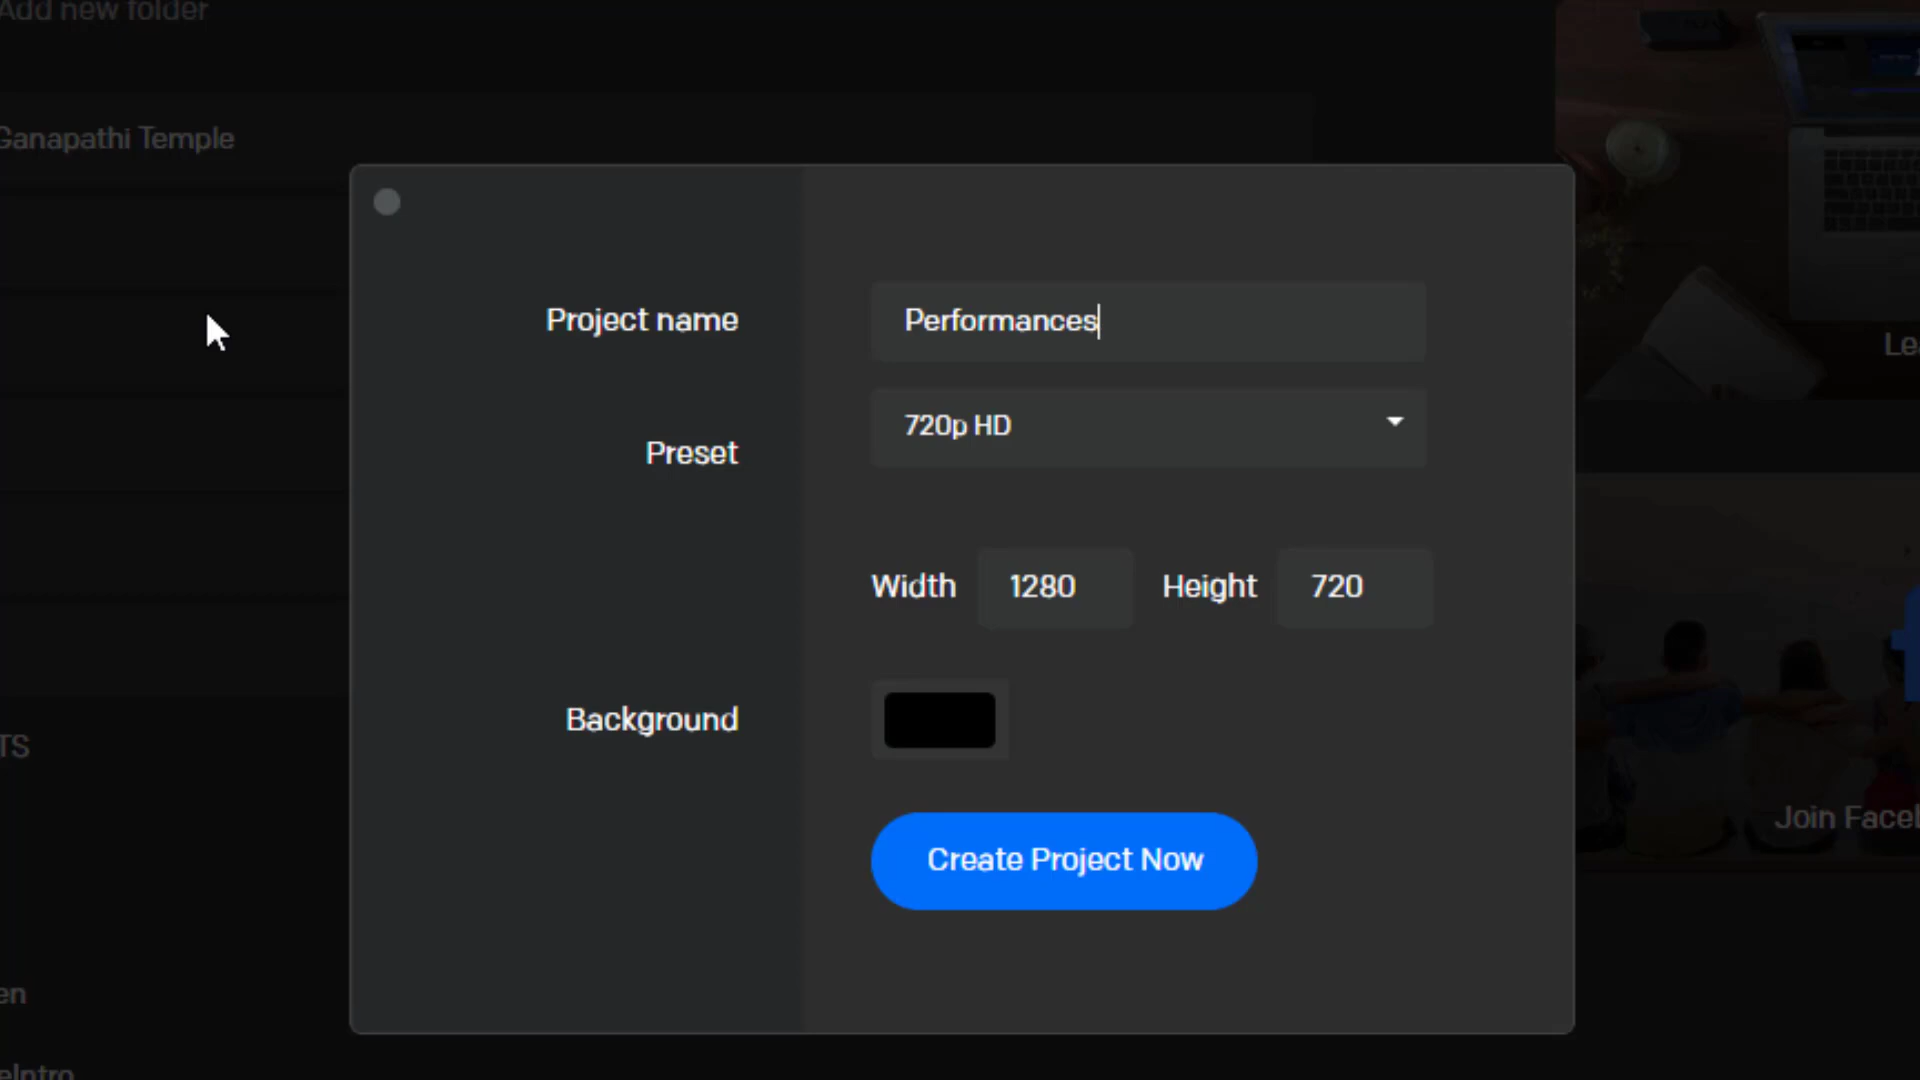 Add new folder
Ganapathi Temple
Project name
Performances
Preset
720p HD
Width 1280 Height 720
Background
Create Project Now